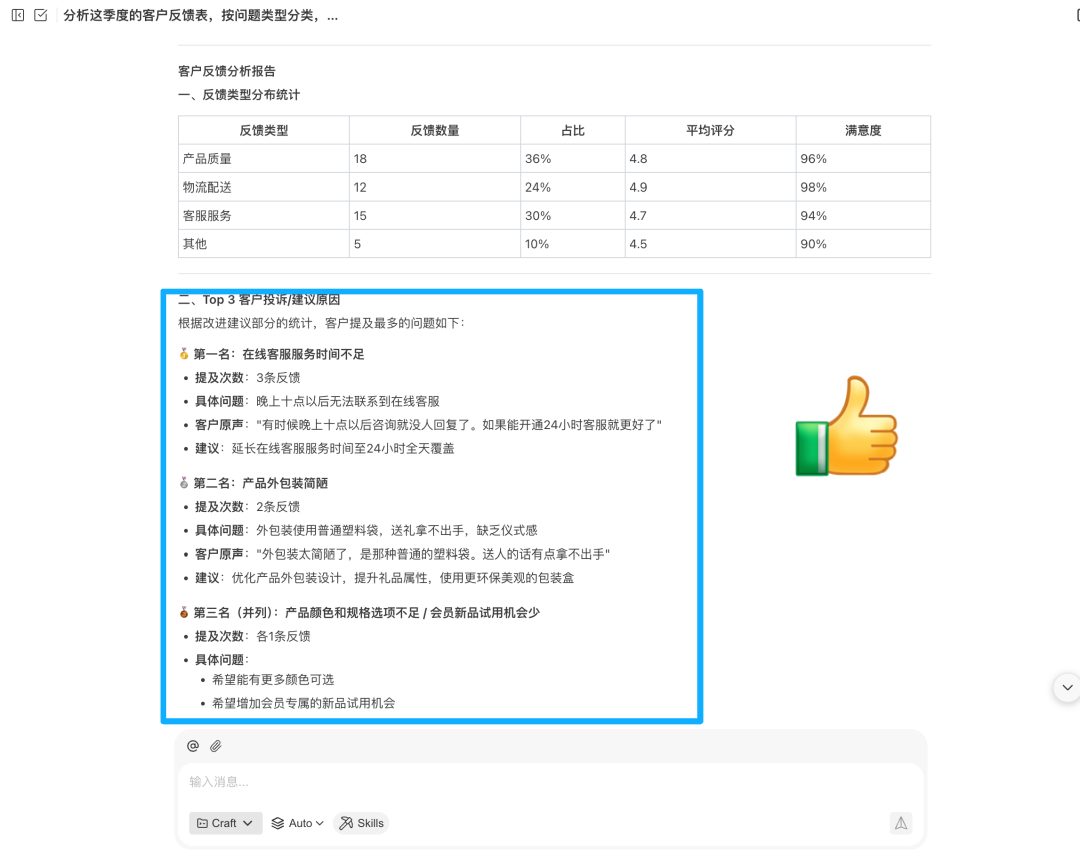 分析这季度的客户反馈表，按问题类型分类，...
客户反馈分析报告
一、反馈类型分布统计
反馈类型 反馈数量 占比 平均评分 满意度
产品质量 18 36% 4.8 96%
物流配送 12 24% 4.9 98%
客服服务 15 30% 4.7 94%
其他 5 10% 4.5 90%
二、Top 3 客户投诉/建议原因
根据改进建议部分的统计，客户提及最多的问题如下：
🥇 第一名：在线客服服务时间不足
• 提及次数：3条反馈
• 具体问题：晚上十点以后无法联系到在线客服
• 客户原声："有时候晚上十点以后咨询就没人回复了。如果能开通24小时客服就更好了"
• 建议：延长在线客服服务时间至24小时全天覆盖
🥈 第二名：产品外包装简陋
• 提及次数：2条反馈
• 具体问题：外包装使用普通塑料袋，送礼拿不出手，缺乏仪式感
• 客户原声："外包装太简陋了，是那种普通的塑料袋。送人的话有点拿不出手"
• 建议：优化产品外包装设计，提升礼品属性，使用更环保美观的包装盒
🥉 第三名（并列）：产品颜色和规格选项不足 / 会员新品试用机会少
• 提及次数：各1条反馈
• 具体问题：
• 希望能有更多颜色可选
• 希望增加会员专属的新品试用机会
@
输入消息...
Craft Auto Skills